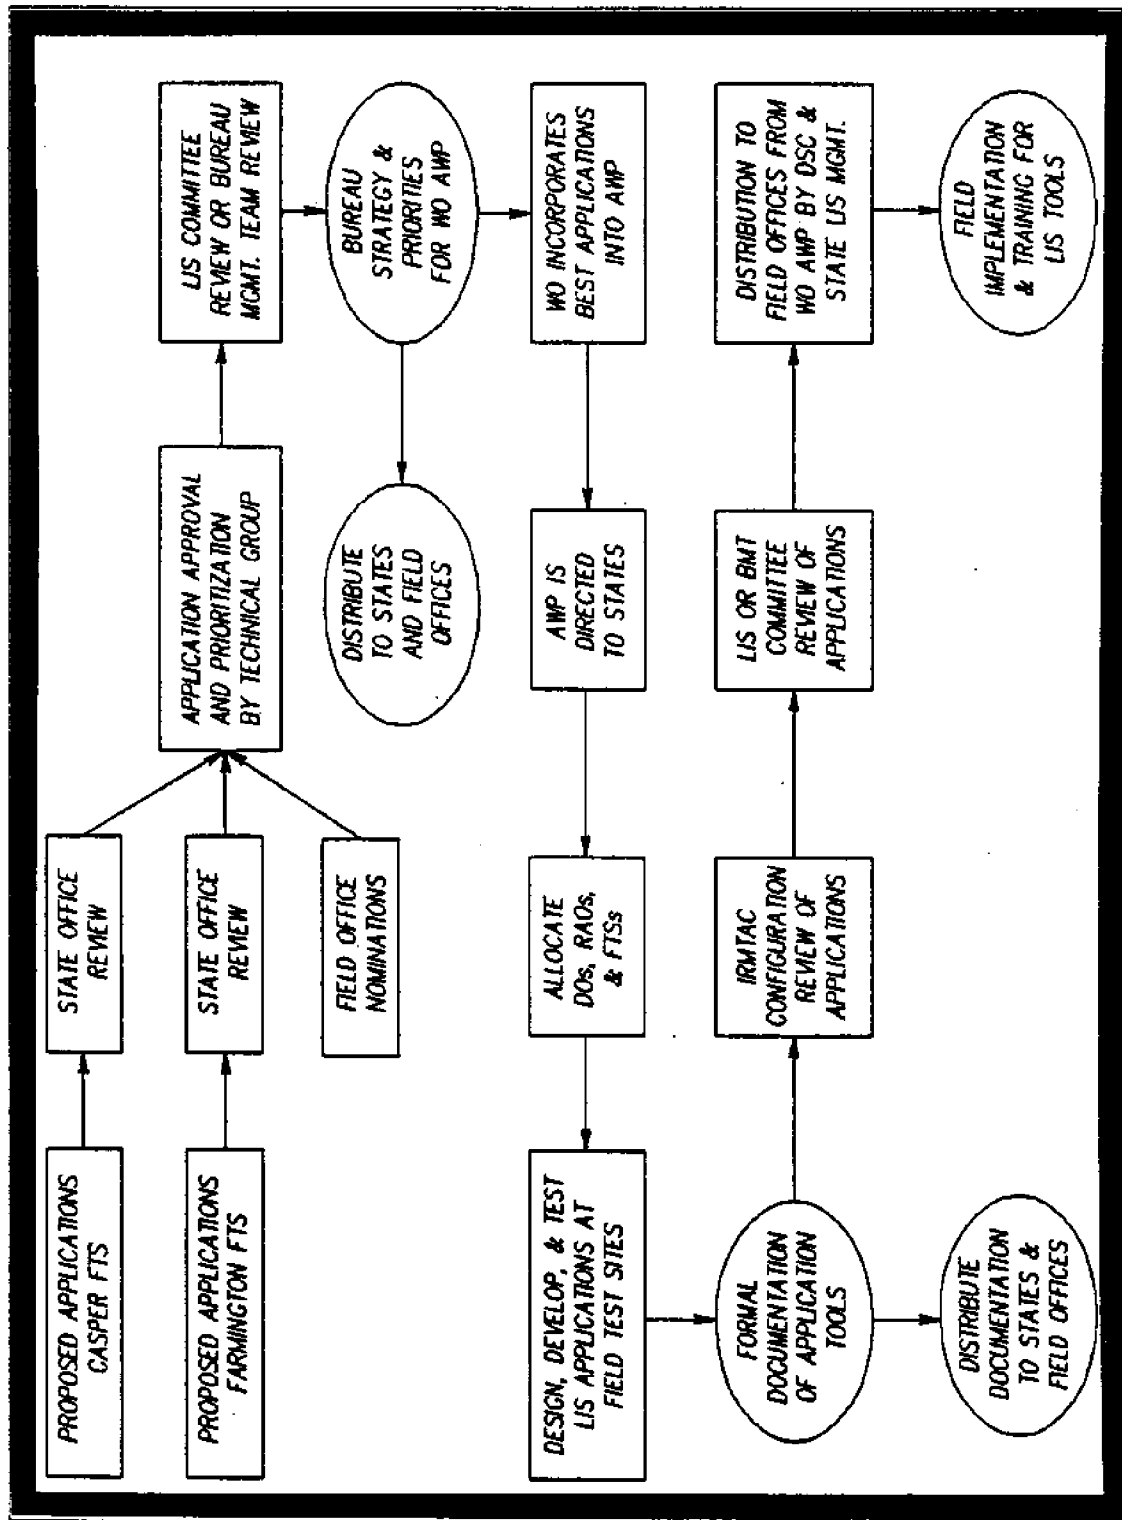 PROPOSED APPLICATIONS
CASPER FTS
STATE OFFICE
REVIEW
PROPOSED APPLICATIONS
FARMINGTON FTS
STATE OFFICE
REVIEW
FIELD OFFICE
NOMINATIONS
APPLICATION APPROVAL
AND PRIORITIZATION
BY TECHNICAL GROUP
LIS COMMITTEE
REVIEW OR BUREAU
MGMT. TEAM REVIEW
BUREAU
STRATEGY &
PRIORITIES
FOR WO AWP
DISTRIBUTE
TO STATES
AND FIELD
OFFICES
WO INCORPORATES
BEST APPLICATIONS
INTO AWP
AWP IS
DIRECTED
TO STATES
ALLOCATE
DOs, RAOs,
& FTSs
DESIGN, DEVELOP, & TEST
LIS APPLICATIONS AT
FIELD TEST SITES
FORMAL
DOCUMENTATION
OF APPLICATION
TOOLS
DISTRIBUTE
DOCUMENTATION
TO STATES &
FIELD OFFICES
IRMTAC
CONFIGURATION
REVIEW OF
APPLICATIONS
LIS OR BMT
COMMITTEE
REVIEW OF
APPLICATIONS
DISTRIBUTION TO
FIELD OFFICES FROM
WO AWP BY DSC &
STATE LIS MGMT.
FIELD
IMPLEMENTATION
& TRAINING FOR
LIS TOOLS